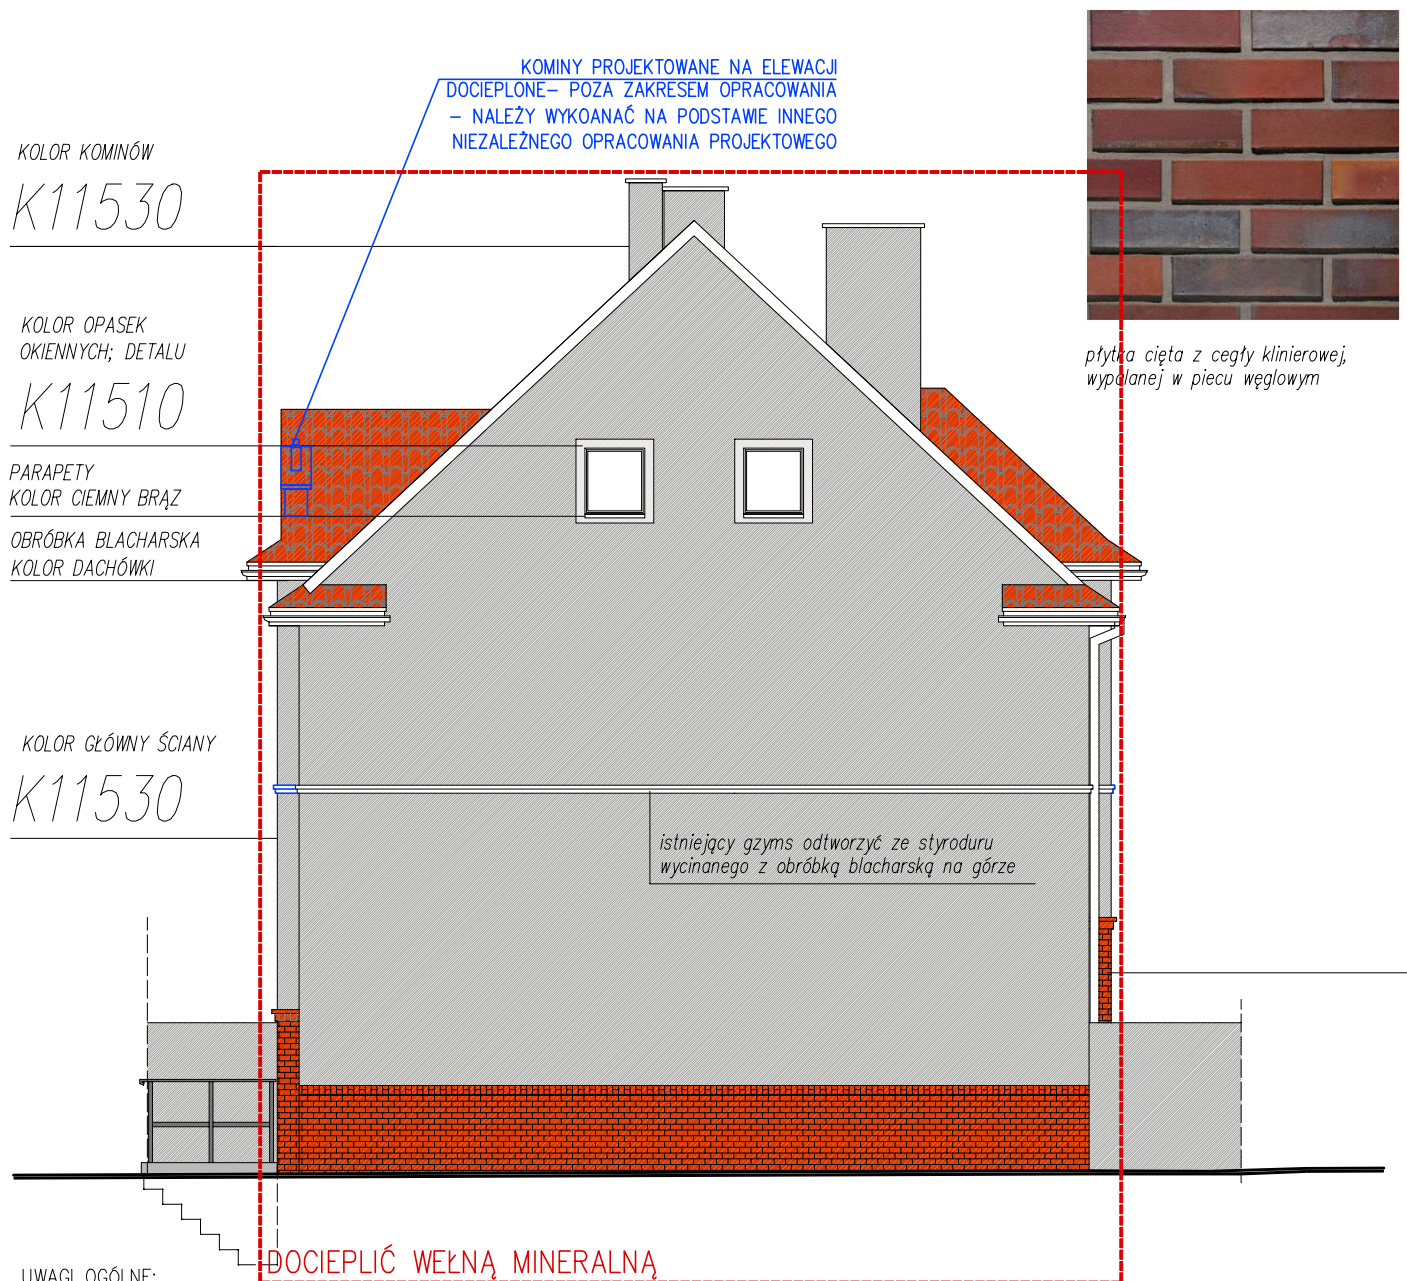 KOMINY PROJEKTOWANE NA ELEWACJI
DOCIEPLONE– POZA ZAKRESEM OPRACOWANIA
– NALEŻY WYKOANAĆ NA PODSTAWIE INNEGO
NIEZALEŻNEGO OPRACOWANIA PROJEKTOWEGO
KOLOR KOMINÓW
K11530
KOLOR OPASEK
OKIENNYCH; DETALU
K11510
płytka cięta z cegły klinierowej,
wypalanej w piecu węglowym
PARAPETY
KOLOR CIEMNY BRĄZ
OBRÓBKA BLACHARSKA
KOLOR DACHÓWKI
KOLOR GŁÓWNY ŚCIANY
K11530
istniejący gzyms odtworzyć ze styroduru
wycinanego z obróbką blacharską na górze
DOCIEPLIĆ WEŁNĄ MINERALNĄ
UWAGI OGÓLNE: